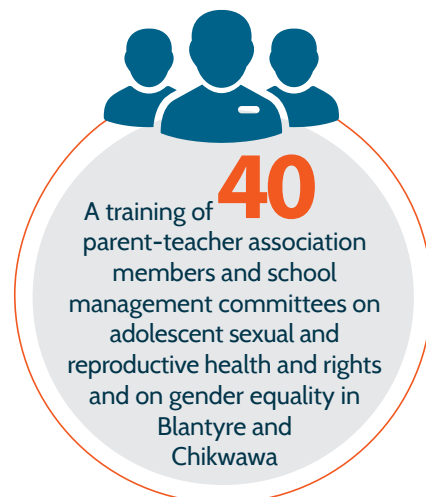 A training of 40
parent-teacher association
members and school
management committees on
adolescent sexual and
reproductive health and rights
and on gender equality in
Blantyre and
Chikwawa